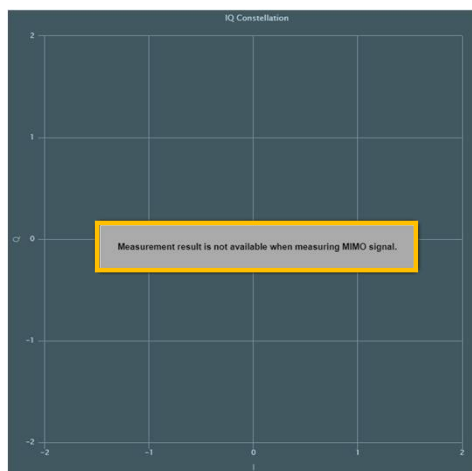 IQ Constellation
2
1
Q
0
Measurement result is not available when measuring MIMO signal.
-1
-2
-2
-1
0
1
2
I